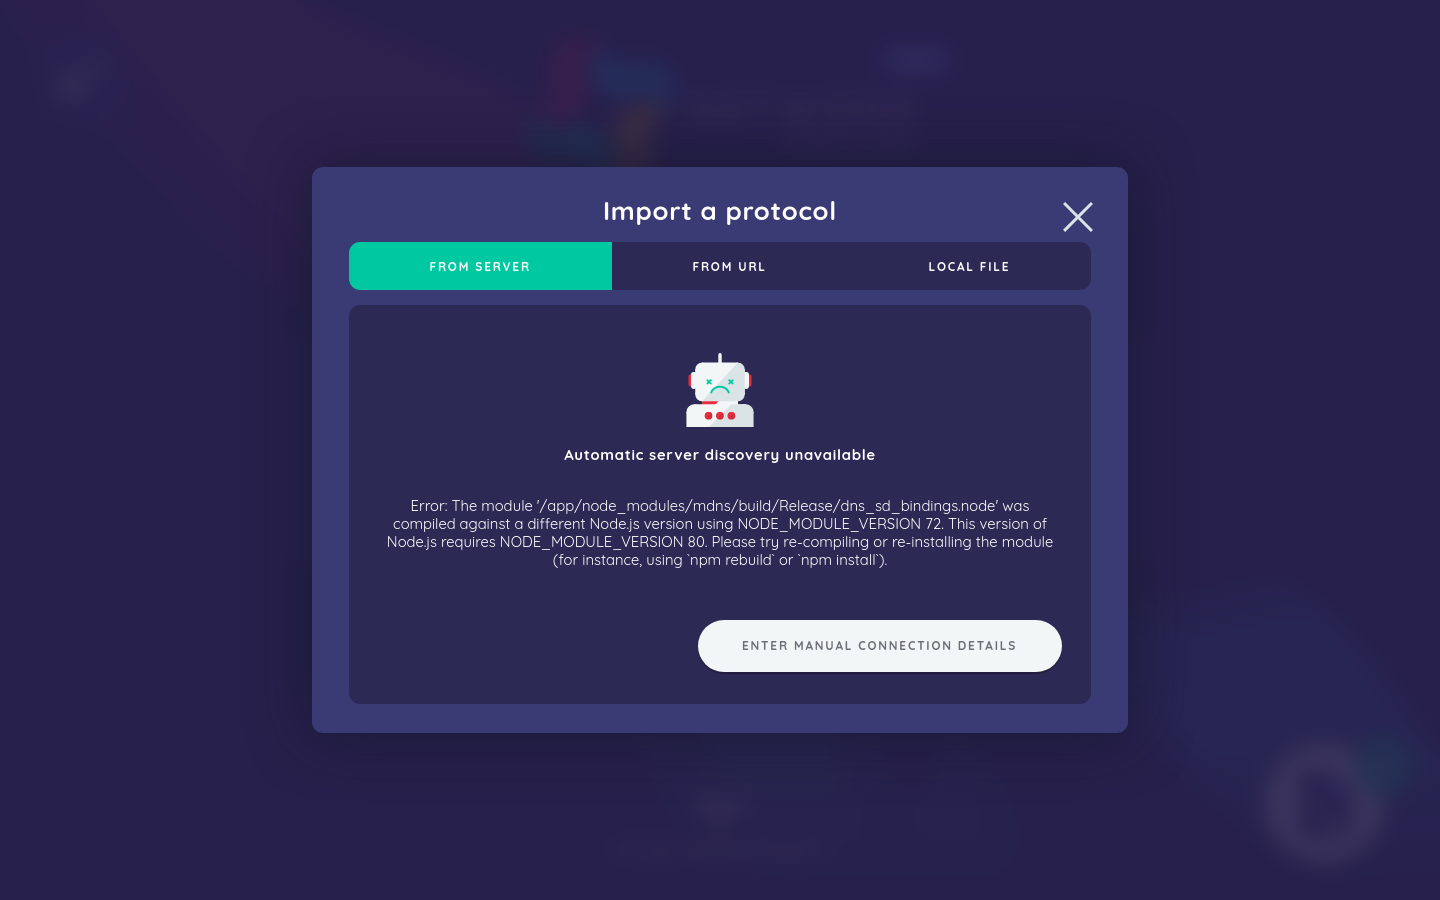 Import a protocol
FROM SERVER
FROM URL
LOCAL FILE
Automatic server discovery unavailable
Error: The module '/app/node_modules/mdns/build/Release/dns_sd_bindings.node' was
compiled against a different Node.js version using NODE_MODULE_VERSION 72. This version of
Node.js requires NODE_MODULE_VERSION 80. Please try re-compiling or re-installing the module
(for instance, using `npm rebuild` or `npm install`).
ENTER MANUAL CONNECTION DETAILS